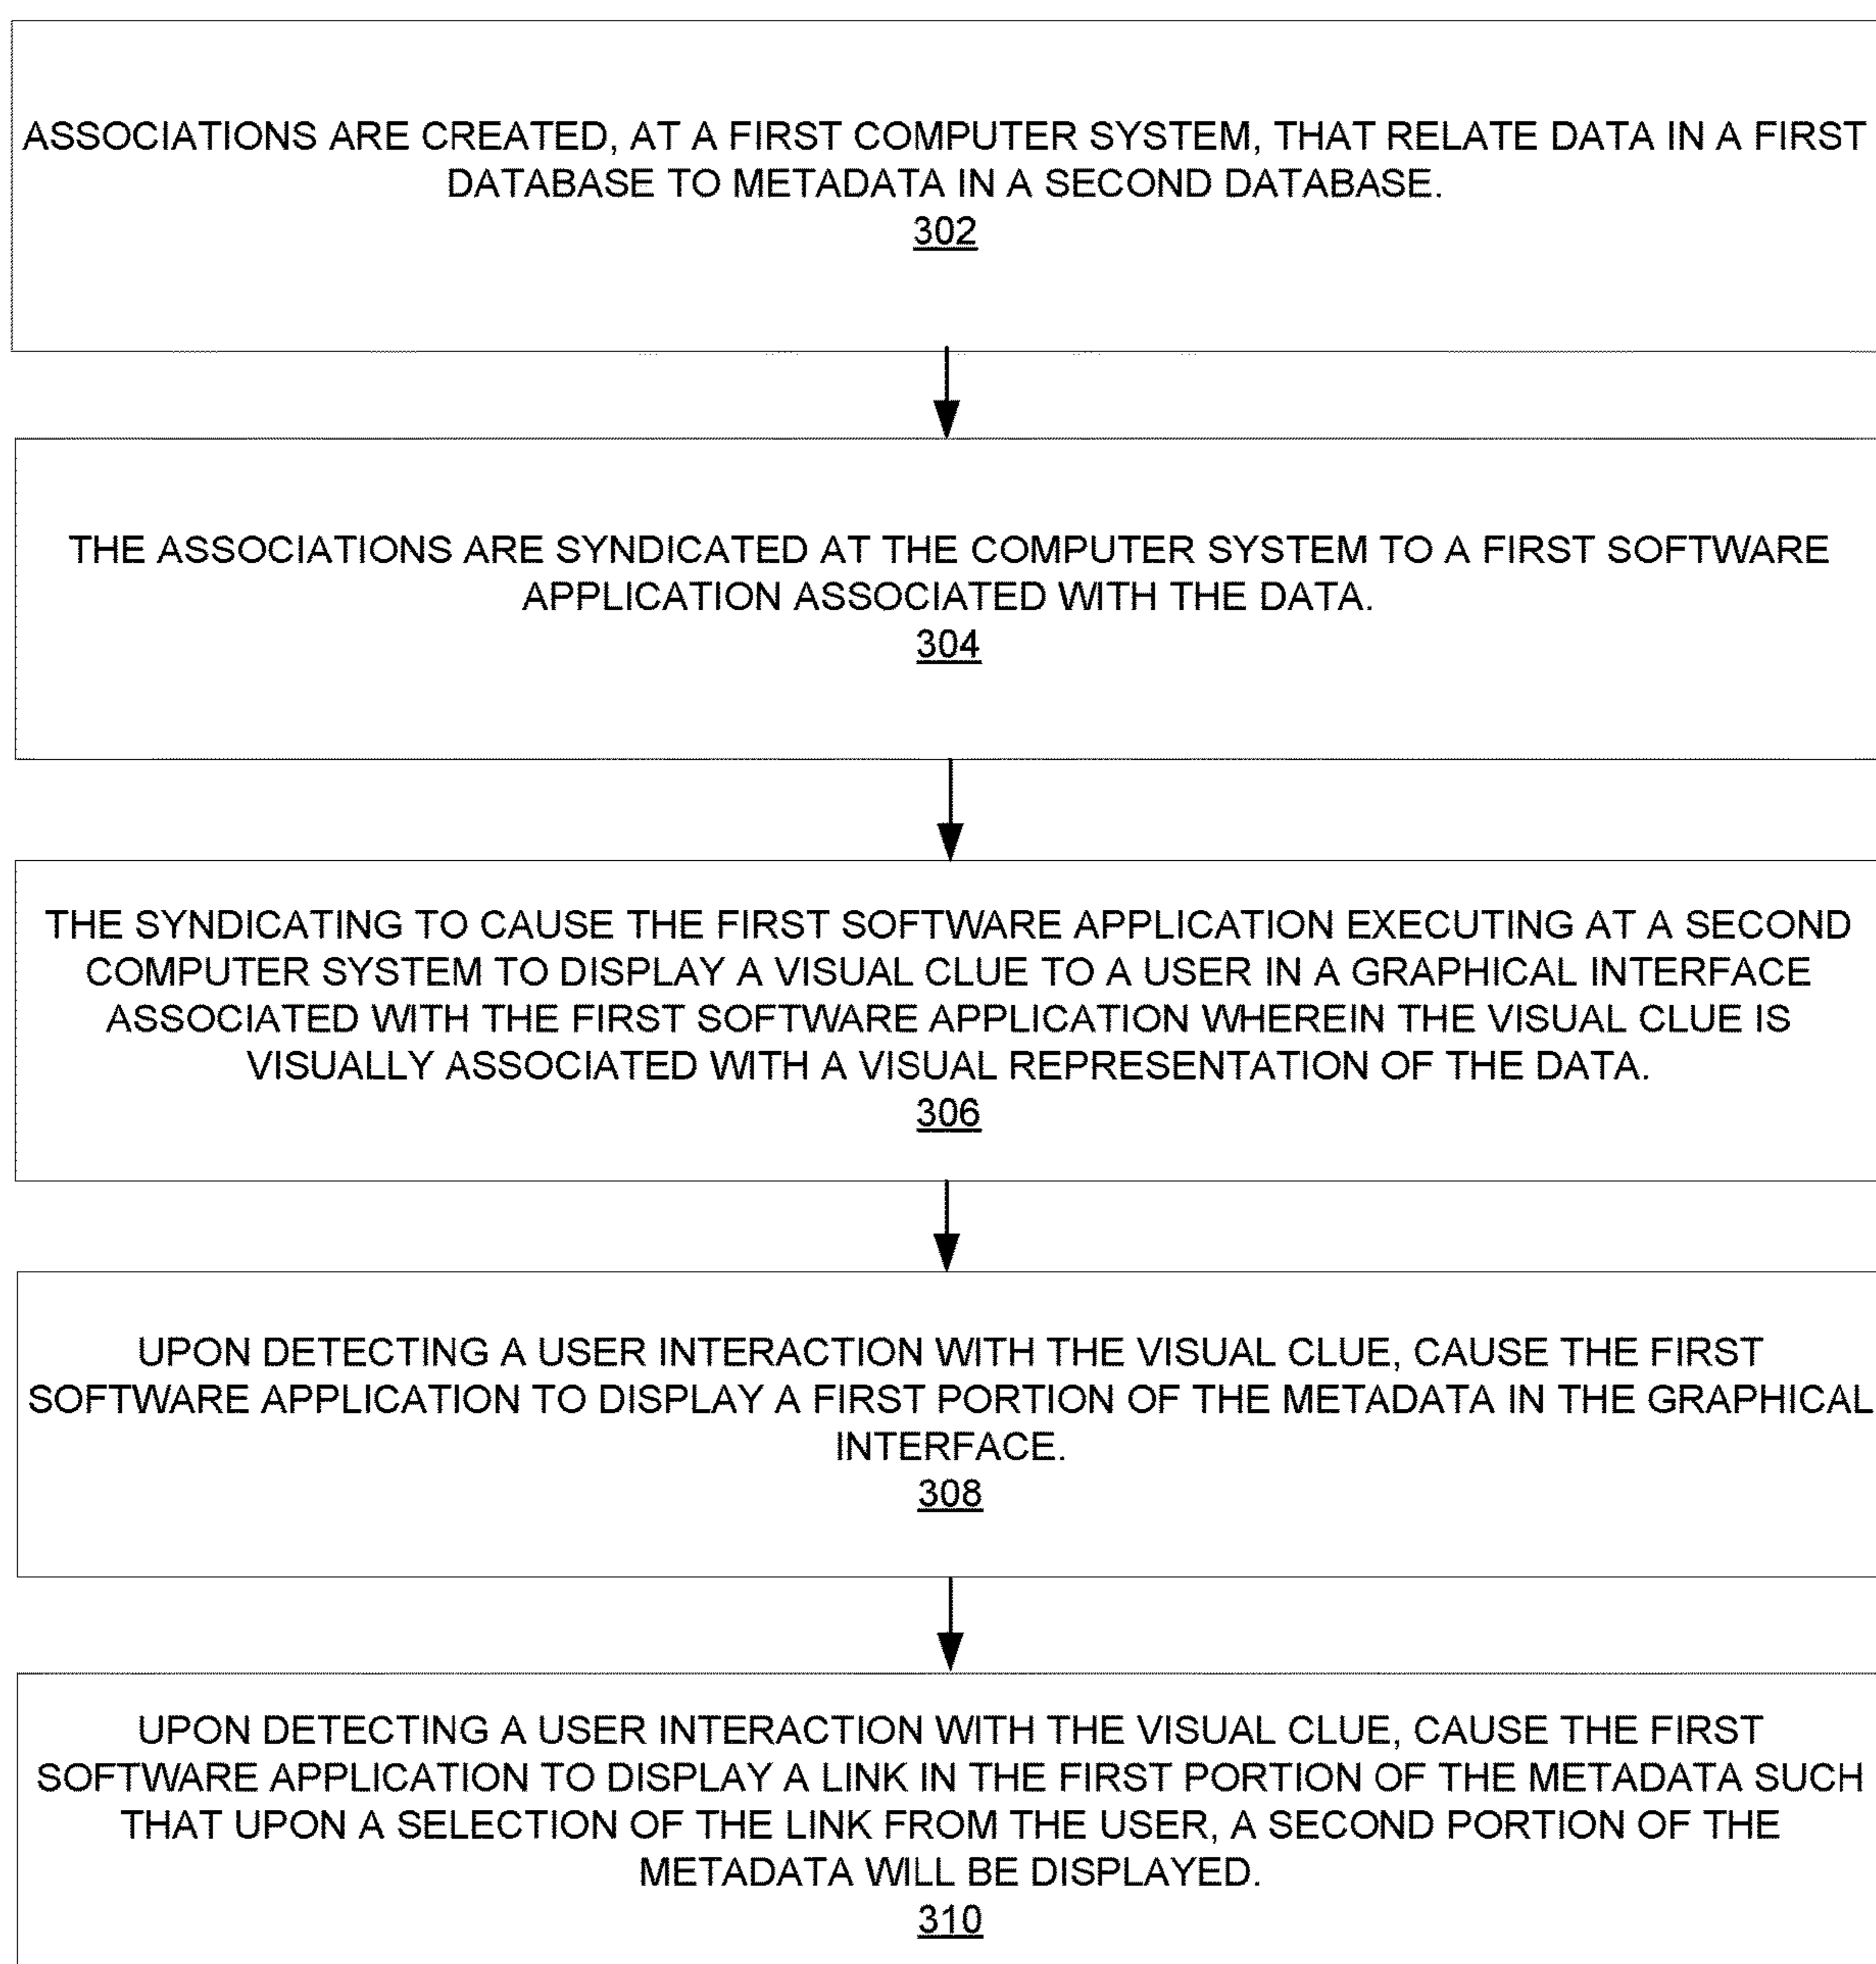 ASSOCIATIONS ARE CREATED, AT A FIRST COMPUTER SYSTEM, THAT RELATE DATA IN A FIRST
DATABASE TO METADATA IN A SECOND DATABASE.
302
THE ASSOCIATIONS ARE SYNDICATED AT THE COMPUTER SYSTEM TO A FIRST SOFTWARE
APPLICATION ASSOCIATED WITH THE DATA.
304
THE SYNDICATING TO CAUSE THE FIRST SOFTWARE APPLICATION EXECUTING AT A SECOND
COMPUTER SYSTEM TO DISPLAY A VISUAL CLUE TO A USER IN A GRAPHICAL INTERFACE
ASSOCIATED WITH THE FIRST SOFTWARE APPLICATION WHEREIN THE VISUAL CLUE IS
VISUALLY ASSOCIATED WITH A VISUAL REPRESENTATION OF THE DATA.
306
UPON DETECTING A USER INTERACTION WITH THE VISUAL CLUE, CAUSE THE FIRST
SOFTWARE APPLICATION TO DISPLAY A FIRST PORTION OF THE METADATA IN THE GRAPHICAL
INTERFACE.
308
UPON DETECTING A USER INTERACTION WITH THE VISUAL CLUE, CAUSE THE FIRST
SOFTWARE APPLICATION TO DISPLAY A LINK IN THE FIRST PORTION OF THE METADATA SUCH
THAT UPON A SELECTION OF THE LINK FROM THE USER, A SECOND PORTION OF THE
METADATA WILL BE DISPLAYED.
310